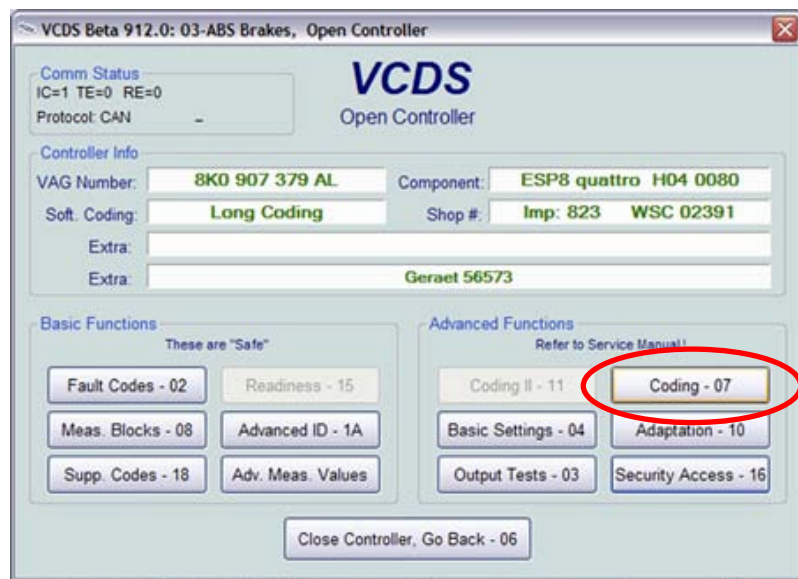 VCDS Beta 912.0: 03-ABS Brakes, Open Controller
Comm Status
IC=1 TE=0 RE=0
Protocol: CAN
VCDS
Open Controller
Controller Info
VAG Number: 8K0 907 379 AL Component: ESP8 quattro H04 0080
Soft. Coding: Long Coding Shop #: Imp: 823 WSC 02391
Extra:
Extra: Geraet 56573
Basic Functions
These are "Safe"
Fault Codes - 02 Readiness - 15
Meas. Blocks - 08 Advanced ID - 1A
Supp. Codes - 18 Adv. Meas. Values
Advanced Functions
Refer to Service Manual!
Coding II - 11 Coding - 07
Basic Settings - 04 Adaptation - 10
Output Tests - 03 Security Access - 16
Close Controller, Go Back - 06